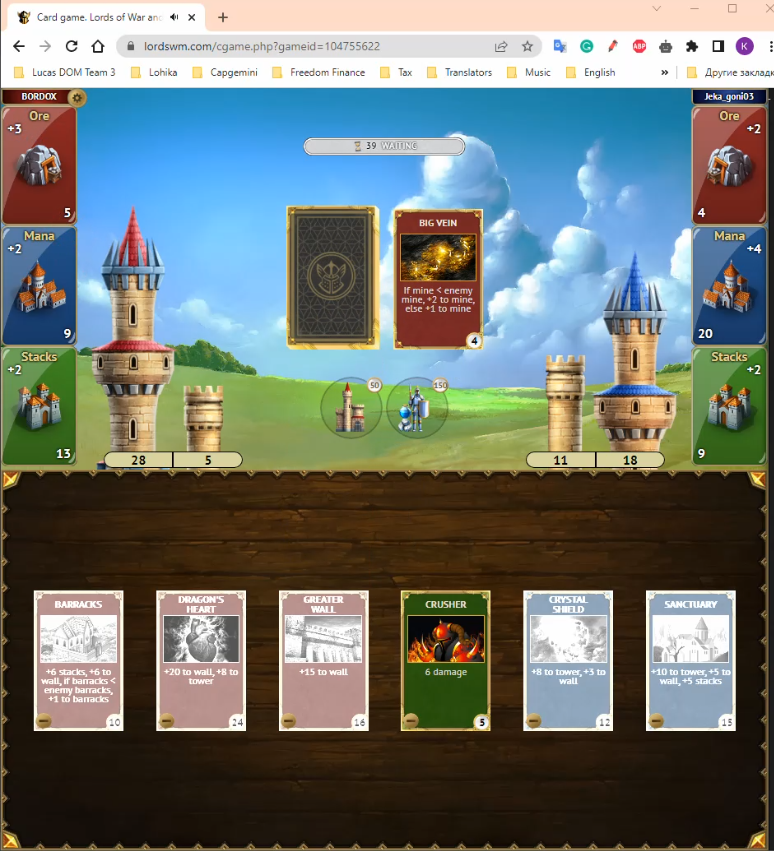 Card game. Lords of War and
lordswm.com/cgame.php?gameid=104755622
ABP
K
Lucas DOM Team 3
Lohika
Capgemini
Freedom Finance
Tax
Translators
Music
English
»
Другие закладк
BORDOX
Jeka_goni03
Ore
+3
5
Mana
+2
9
Stacks
+2
13
39 WAITING
BIG VEIN
If mine < enemy
mine, +2 to mine,
else +1 to mine
4
50
150
Ore
+2
4
Mana
+4
20
Stacks
+2
9
28 5
11 18
BARRACKS
+6 stacks, +6 to
wall, if barracks <
enemy barracks,
+1 to barracks
10
DRAGON'S
HEART
+20 to wall, +8 to
tower
24
GREATER
WALL
+15 to wall
16
CRUSHER
6 damage
5
CRYSTAL
SHIELD
+8 to tower, +3 to
wall
12
SANCTUARY
+10 to tower, +5 to
wall, +5 stacks
15